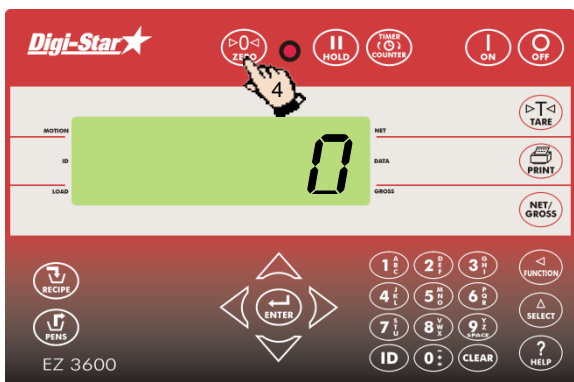 Digi-Star
▷0◁
ZERO
HOLD
TIMER
COUNTER
ON
OFF
4
▷T◁
TARE
PRINT
NET/
GROSS
MOTION
ID
LOAD
0
NET
DATA
GROSS
RECIPE
PENS
ENTER
1 A B C 2 D E F 3 G H I
4 J K L 5 M N O 6 P Q R
7 S T U 8 V W X 9 Y Z SPACE
ID 0 CLEAR
FUNCTION
SELECT
?
HELP
EZ 3600